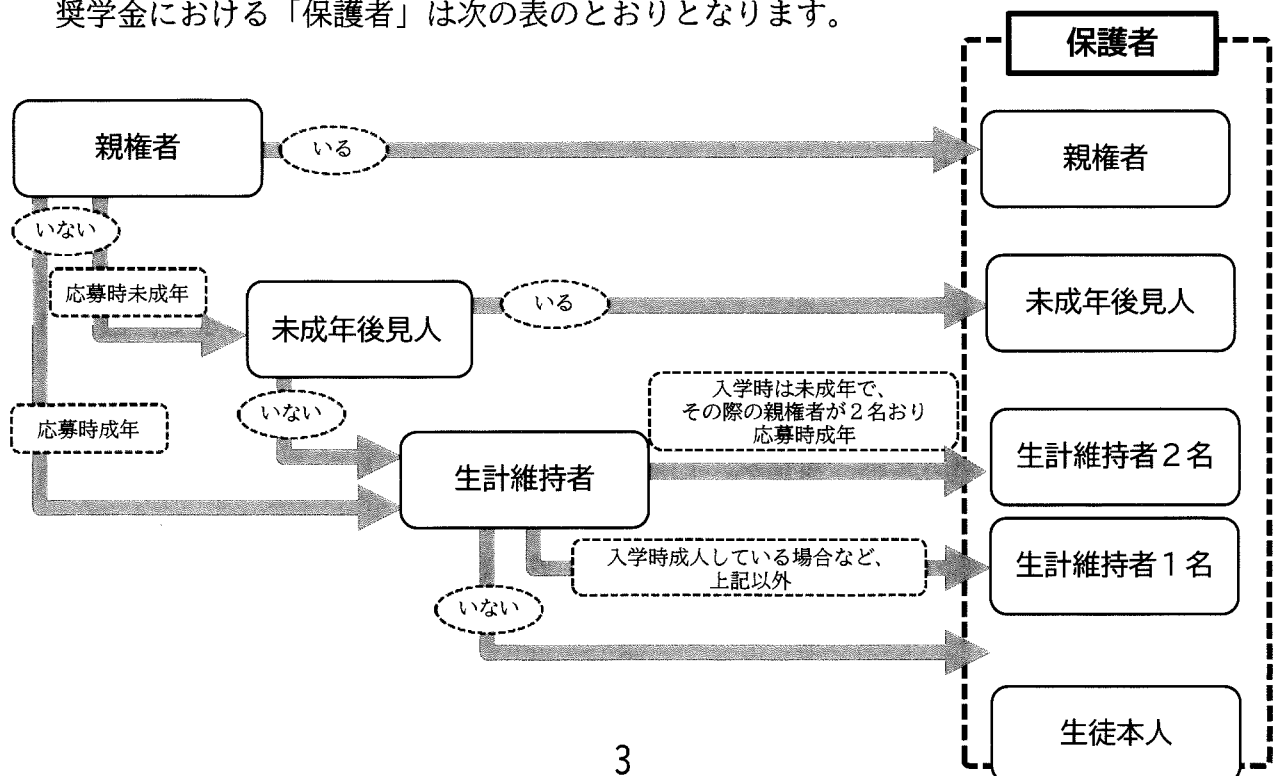 奨学金における「保護者」は次の表のとおりとなります。
保護者
親権者
いる
親権者
いない
応募時未成年
未成年後見人
いる
未成年後見人
いない
応募時成年
入学時は未成年で、
その際の親権者が２名おり
応募時成年
生計維持者
生計維持者２名
入学時成人している場合など、
上記以外
生計維持者１名
いない
生徒本人
3